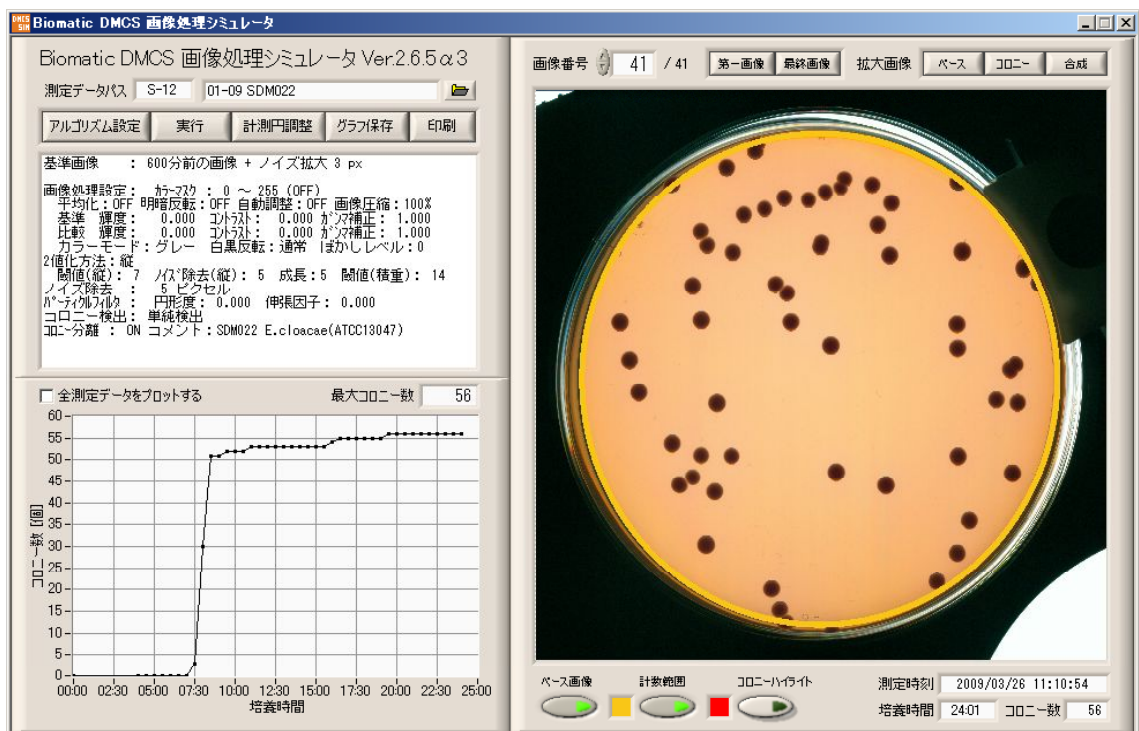 Biomatic DMCS 画像処理シミュレータ
Biomatic DMCS 画像処理シミュレータ Ver.2.6.5α3
測定データパス S-12 01-09 SDM022
アルゴリズム設定 実行 計測円調整 グラフ保存 印刷
基準画像 : 600分前の画像 + ノイズ拡大 3 px
画像処理設定: カラーマスク : 0 ～ 255 (OFF)
平均化:OFF 明暗反転:OFF 自動調整:OFF 画像圧縮:100%
基準 輝度: 0.000 コントラスト: 0.000 ガンマ補正: 1.000
比較 輝度: 0.000 コントラスト: 0.000 ガンマ補正: 1.000
カラーモード:グレー 白黒反転:通常 ぼかしレベル:0
2値化方法:縦
閾値(縦): 7 ノイズ除去(縦): 5 成長:5 閾値(積重): 14
ノイズ除去 : 5 ピクセル
パーティクルフィルタ : 円形度: 0.000 伸張因子: 0.000
コロニー検出: 単純検出
コロニー分離 : ON コメント:SDM022 E.cloacae(ATCC13047)
全測定データをプロットする 最大コロニー数 56
コロニー数 [個]
60
55
50
45
40
35
30
25
20
15
10
5
0
00:00 02:30 05:00 07:30 10:00 12:30 15:00 17:30 20:00 22:30 25:00
培養時間
画像番号 41 / 41 第一画像 最終画像 拡大画像 ベース コロニー 合成
ベース画像 計数範囲 コロニーハイライト
測定時刻 2009/03/26 11:10:54
培養時間 24:01 コロニー数 56